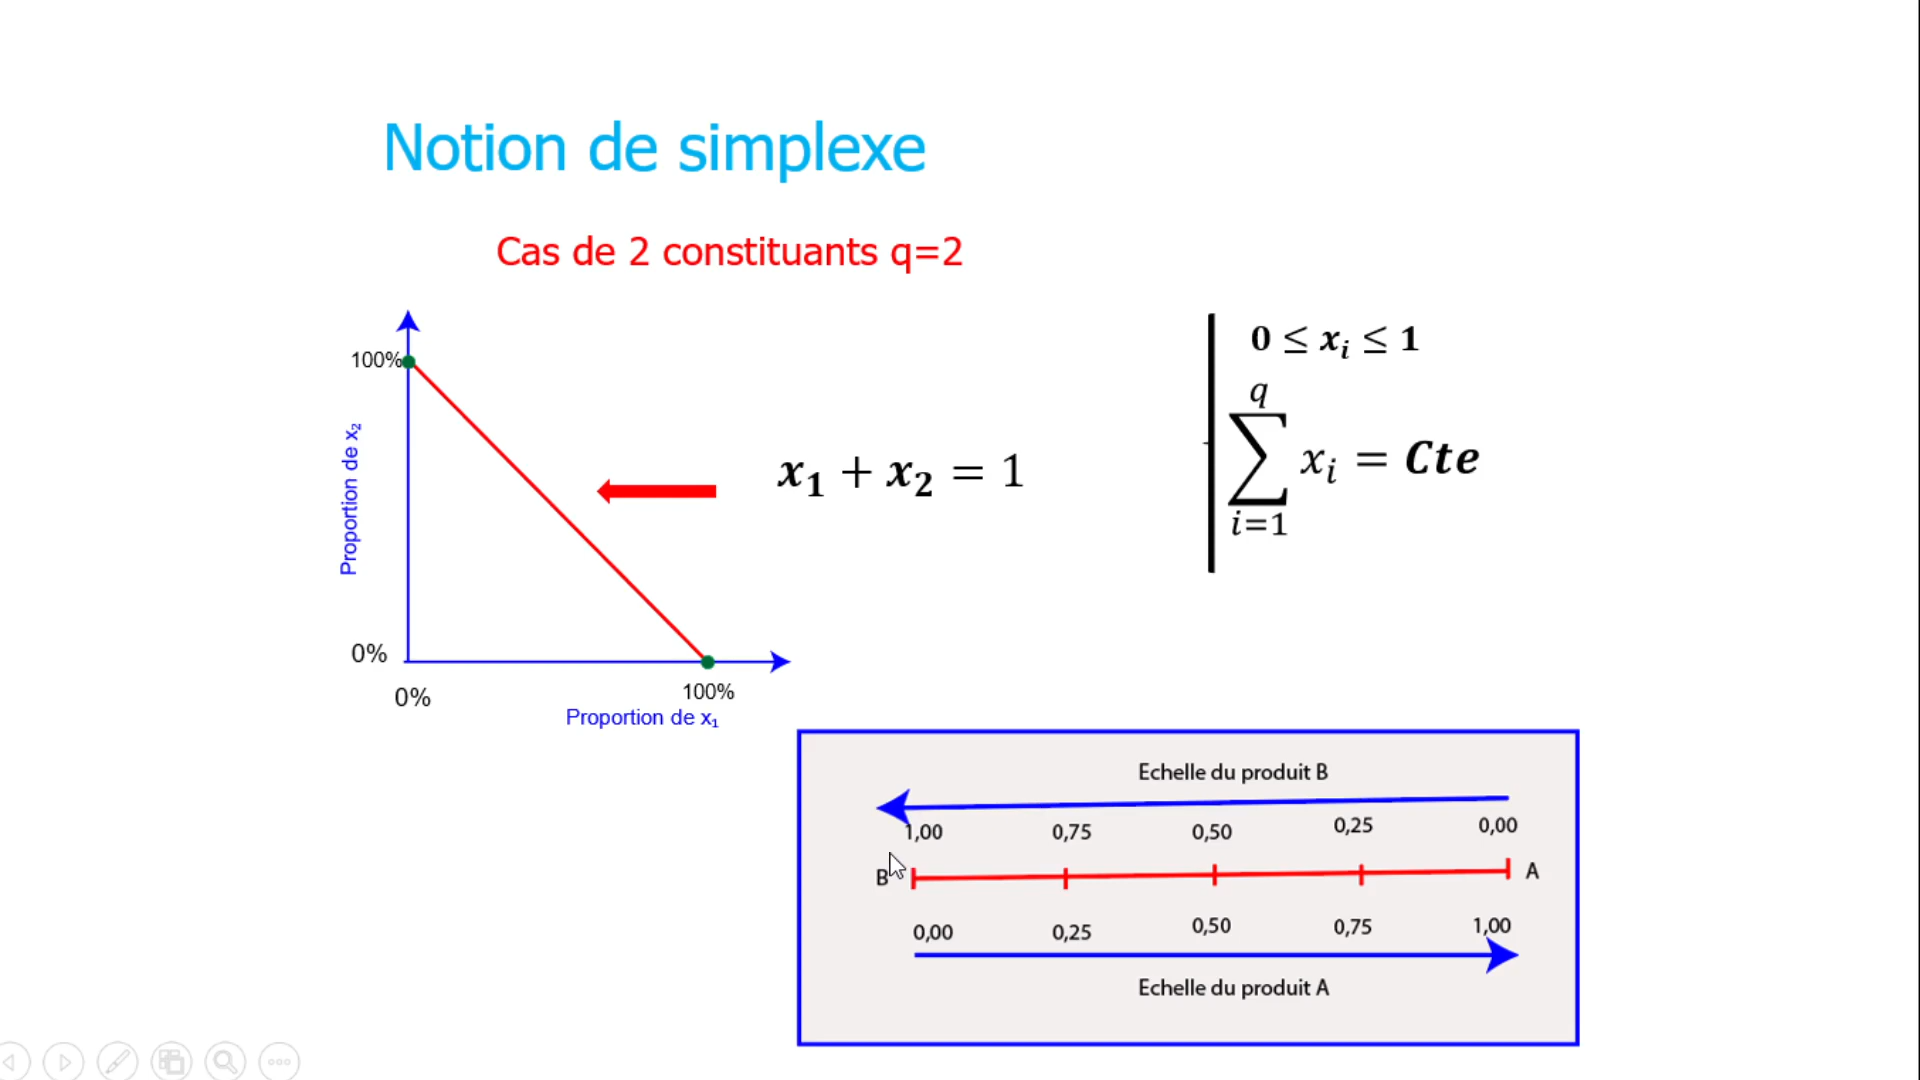 Notion de simplexe
Cas de 2 constituants q=2
100%
Proportion de x₂
0%
0%
100%
Proportion de x₁
x₁ + x₂ = 1
0 ≤ xᵢ ≤ 1
q
∑ xᵢ = Cte
i=1
Echelle du produit B
1,00 0,75 0,50 0,25 0,00
B A
0,00 0,25 0,50 0,75 1,00
Echelle du produit A